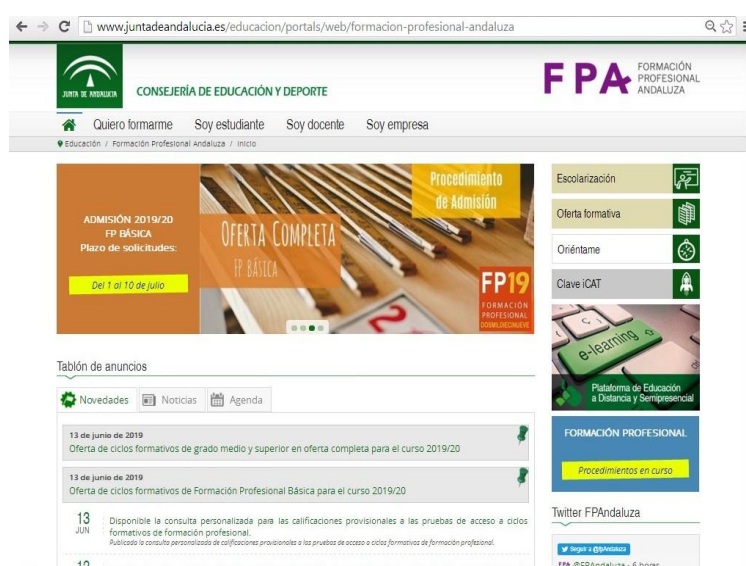 www.juntadeandalucia.es/educacion/portals/web/formacion-profesional-andaluza
JUNTA DE ANDALUCIA
CONSEJERÍA DE EDUCACIÓN Y DEPORTE
FPA
FORMACIÓN
PROFESIONAL
ANDALUZA
Quiero formarme Soy estudiante Soy docente Soy empresa
Educación / Formación Profesional Andaluza / Inicio
ADMISIÓN 2019/20
FP BÁSICA
Plazo de solicitudes:
Del 1 al 10 de julio
OFERTA COMPLETA
FP BÁSICA
Procedimiento
de Admisión
FP19
FORMACIÓN
PROFESIONAL
DOSMILDIECINUEVE
Escolarización
Oferta formativa
Oriéntame
Clave iCAT
e-learning
Plataforma de Educación
a Distancia y Semipresencial
FORMACIÓN PROFESIONAL
Procedimientos en curso
Tablón de anuncios
Novedades Noticias Agenda
13 de junio de 2019
Oferta de ciclos formativos de grado medio y superior en oferta completa para el curso 2019/20
13 de junio de 2019
Oferta de ciclos formativos de Formación Profesional Básica para el curso 2019/20
13
JUN
Disponible la consulta personalizada para las calificaciones provisionales a las pruebas de acceso a ciclos
formativos de formación profesional.
Publicada la consulta personalizada de calificaciones provisionales a las pruebas de acceso a ciclos formativos de formación profesional.
Twitter FPAndaluza
Seguir a @fpAndaluza
FPA @FPAndaluza - 6 horas